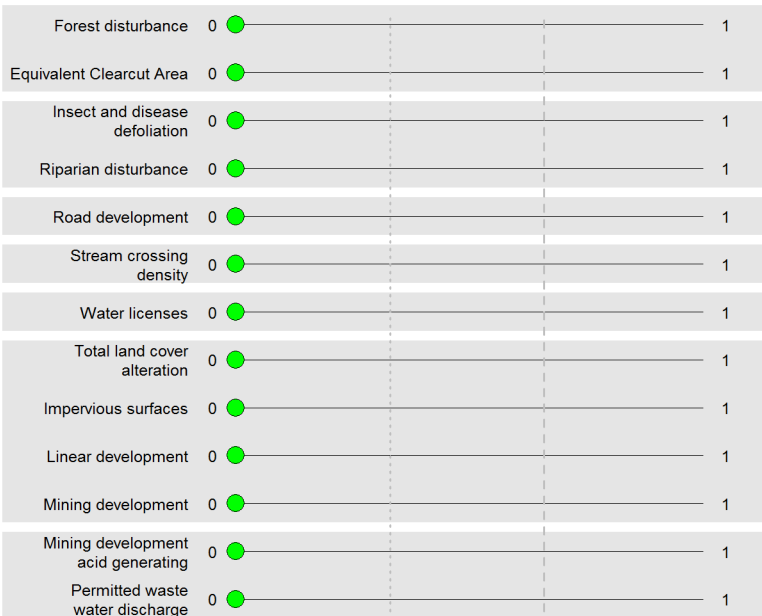 Forest disturbance 0 1
Equivalent Clearcut Area 0 1
Insect and disease
defoliation 0 1
Riparian disturbance 0 1
Road development 0 1
Stream crossing
density 0 1
Water licenses 0 1
Total land cover
alteration 0 1
Impervious surfaces 0 1
Linear development 0 1
Mining development 0 1
Mining development
acid generating 0 1
Permitted waste
water discharge 0 1